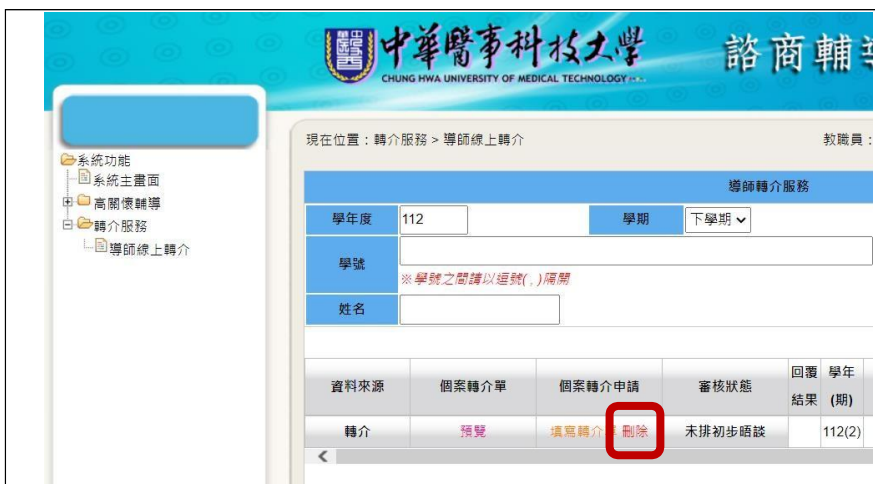 中華醫事科技大學
CHUNG HWA UNIVERSITY OF MEDICAL TECHNOLOGY
諮商輔
現在位置：轉介服務 > 導師線上轉介
教職員：
系統功能
系統主畫面
高關懷輔導
轉介服務
導師線上轉介
導師轉介服務
學年度 112 學期 下學期
學號
※學號之間請以逗號( , )隔開
姓名
資料來源 個案轉介單 個案轉介申請 審核狀態 回覆結果 學年(期)
轉介 預覽 填寫轉介單 刪除 未排初步晤談 112(2)